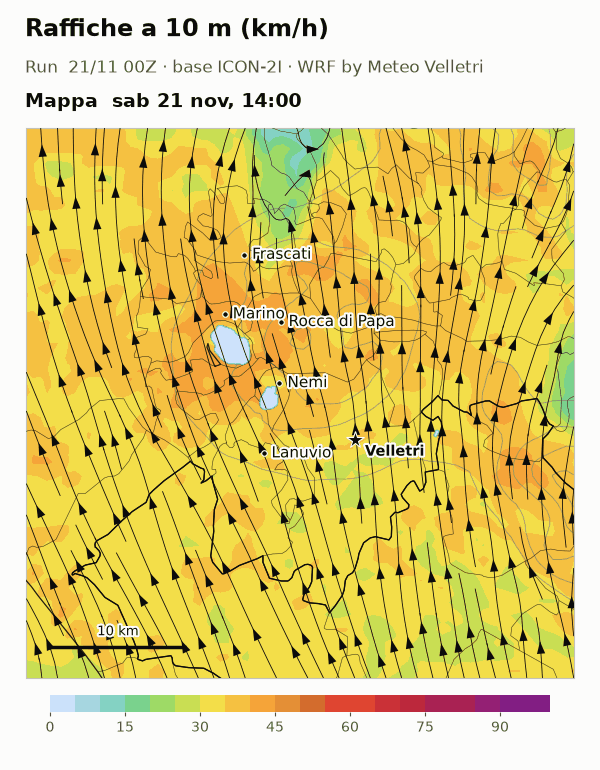 Raffiche a 10 m (km/h)
Run 21/11 00Z · base ICON-2I · WRF by Meteo Velletri
Mappa sab 21 nov, 14:00
Frascati
Marino
Rocca di Papa
Nemi
Velletri
Lanuvio
10 km
0 15 30 45 60 75 90